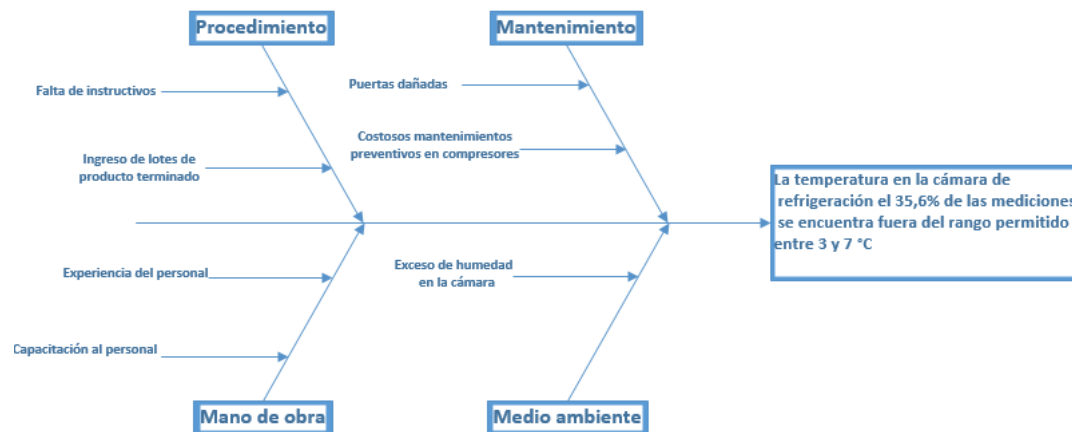 Procedimiento
Mantenimiento
Falta de instructivos
Puertas dañadas
Ingreso de lotes de
producto terminado
Costosos mantenimientos
preventivos en compresores
La temperatura en la cámara de
refrigeración el 35,6% de las mediciones
se encuentra fuera del rango permitido
entre 3 y 7 °C
Experiencia del personal
Exceso de humedad
en la cámara
Capacitación al personal
Mano de obra
Medio ambiente